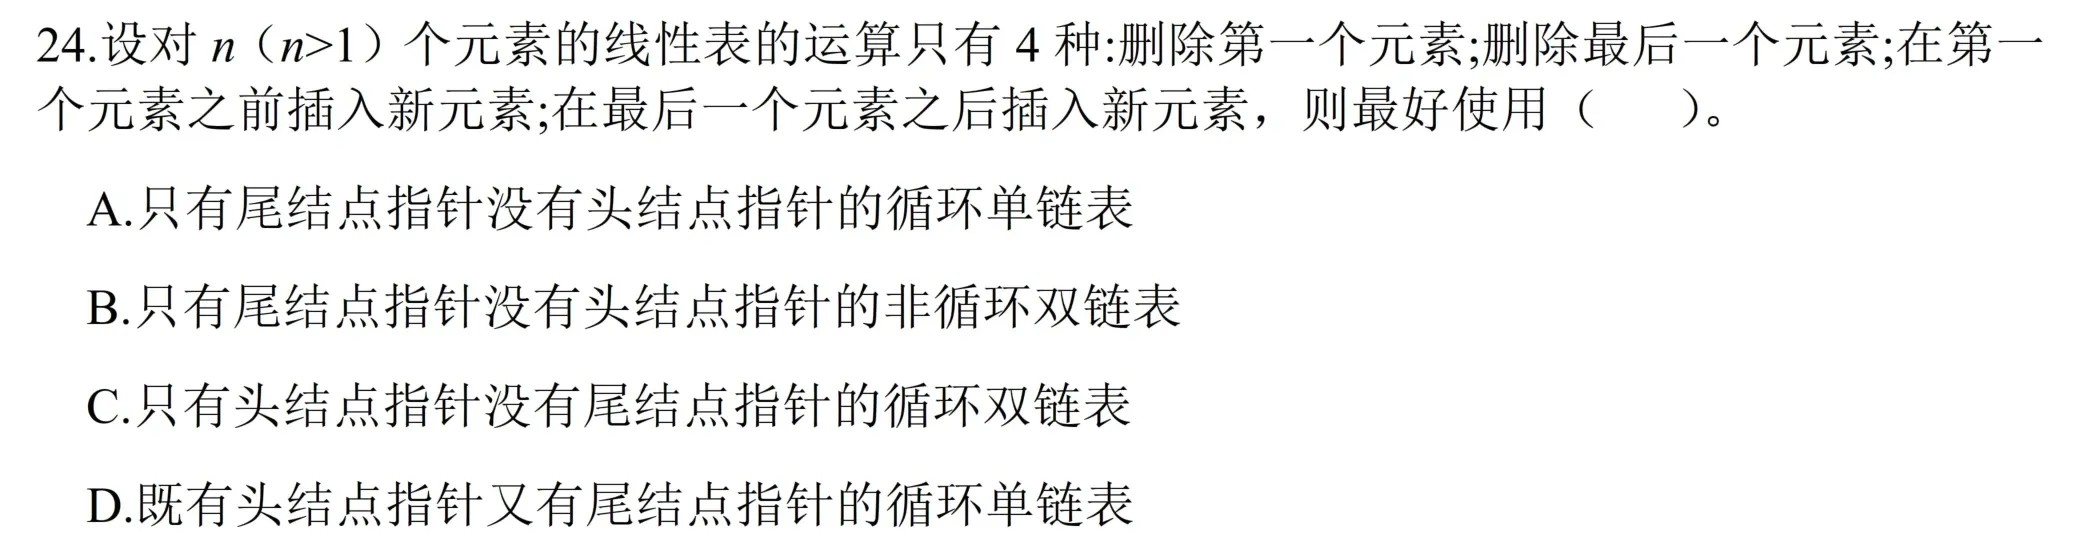 24.设对 n（n>1）个元素的线性表的运算只有 4 种:删除第一个元素;删除最后一个元素;在第一
个元素之前插入新元素;在最后一个元素之后插入新元素，则最好使用（　　）。
A.只有尾结点指针没有头结点指针的循环单链表
B.只有尾结点指针没有头结点指针的非循环双链表
C.只有头结点指针没有尾结点指针的循环双链表
D.既有头结点指针又有尾结点指针的循环单链表